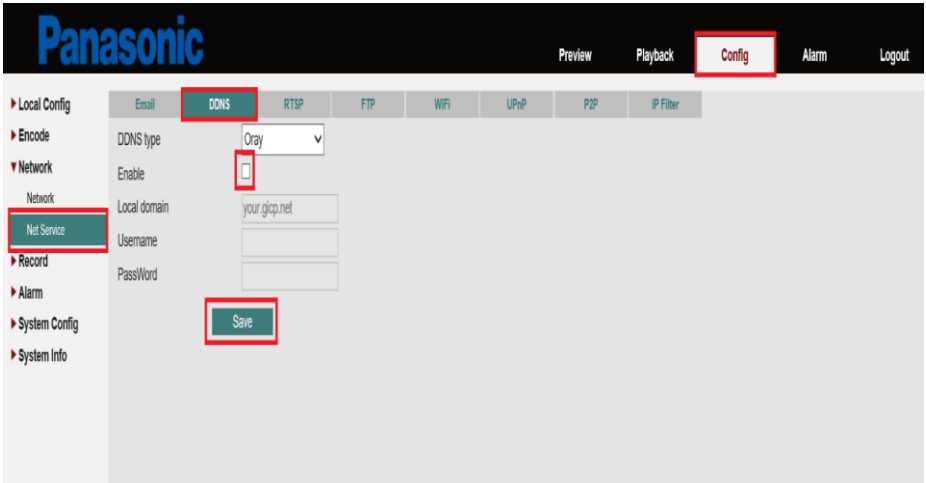 Panasonic
Preview Playback Config Alarm Logout
Local Config
Encode
Network
Network
Net Service
Record
Alarm
System Config
System Info
Email DDNS RTSP FTP WiFi UPnP P2P IP Filter
DDNS type Oray
Enable
Local domain your.gicp.net
Username
PassWord
Save